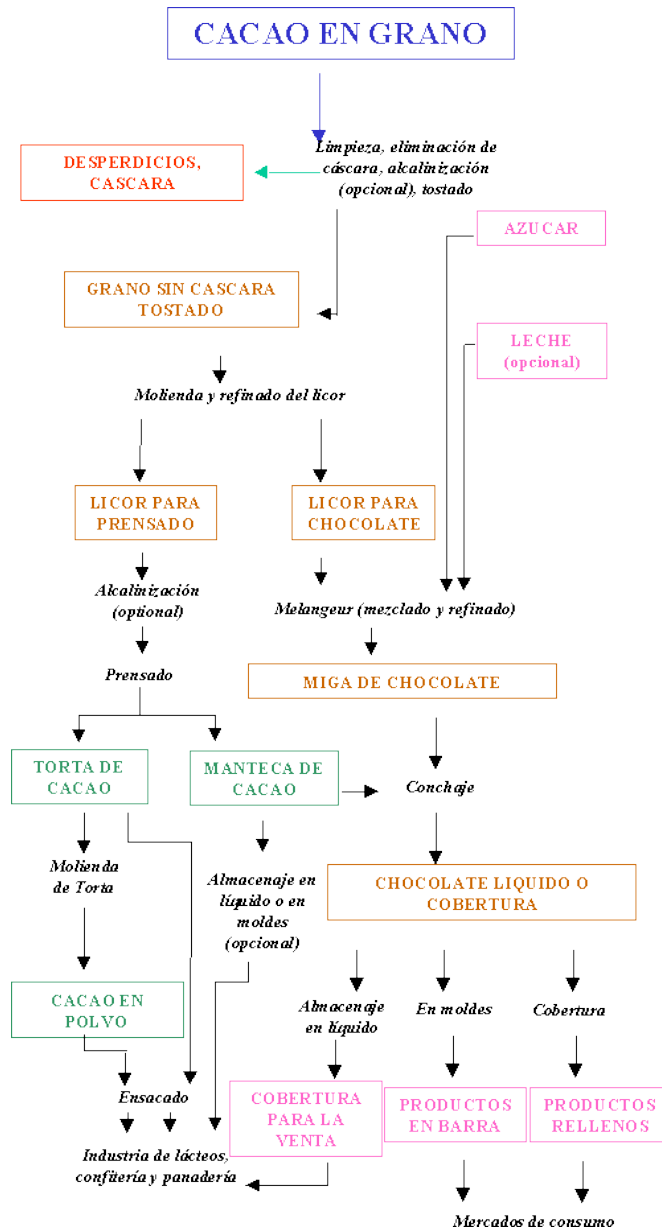 CACAO EN GRANO
Limpieza, eliminación de
cáscara, alcalinización
(opcional), tostado
DESPERDICIOS,
CASCARA
AZUCAR
GRANO SIN CASCARA
TOSTADO
LECHE
(opcional)
Molienda y refinado del licor
LICOR PARA
PRENSADO
LICOR PARA
CHOCOLATE
Alcalinización
(optional)
Melangeur (mezclado y refinado)
Prensado
MIGA DE CHOCOLATE
TORTA DE
CACAO
MANTECA DE
CACAO
Conchaje
Molienda
de Torta
Almacenaje en
líquido o en
moldes
(opcional)
CHOCOLATE LIQUIDO O
COBERTURA
CACAO EN
POLVO
Almacenaje
en líquido
En moldes
Cobertura
Ensacado
COBERTURA
PARA LA
VENTA
PRODUCTOS
EN BARRA
PRODUCTOS
RELLENOS
Industria de lácteos,
confitería y panadería
Mercados de consumo